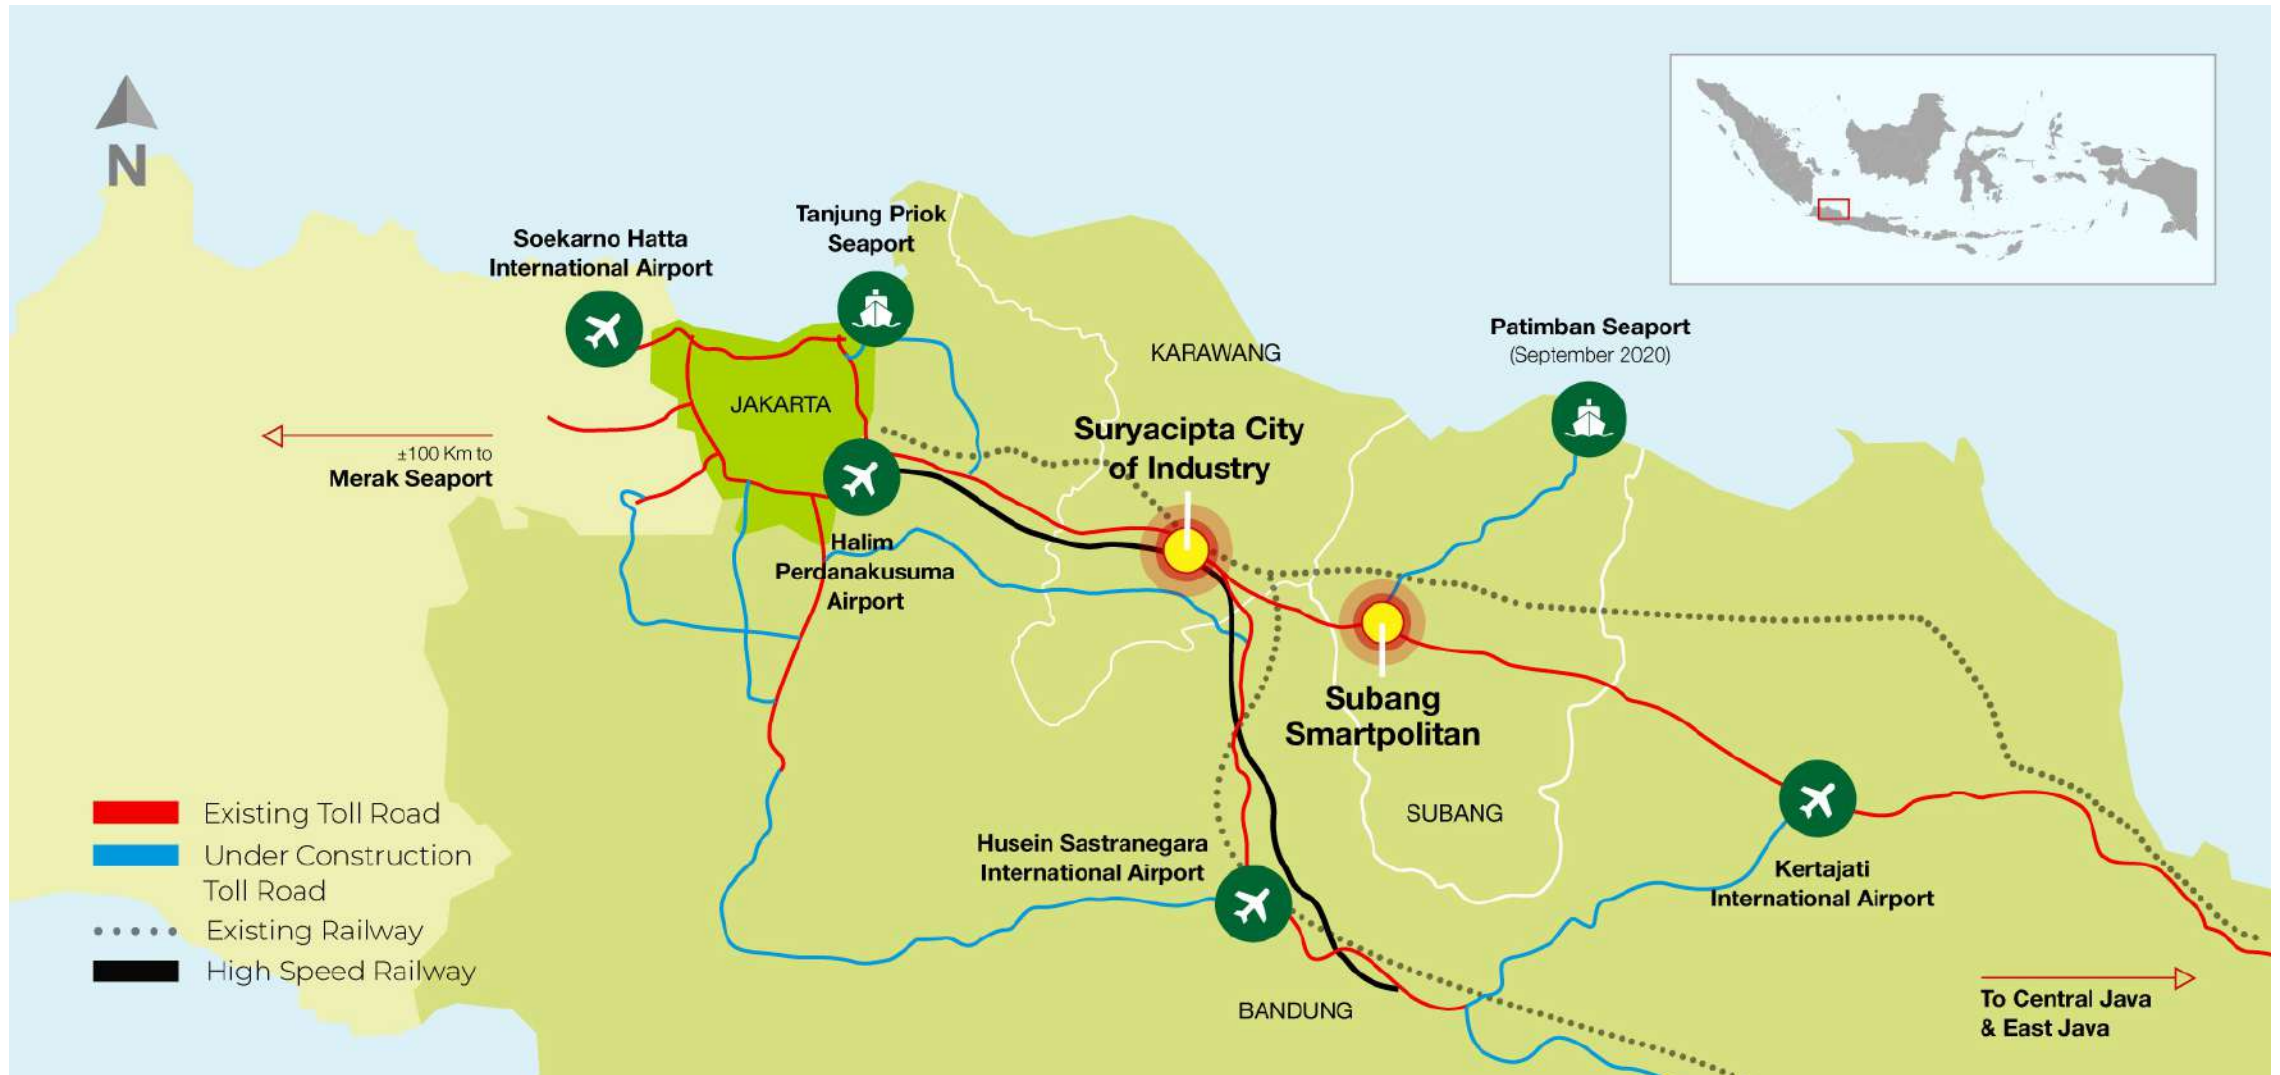 N
Soekarno Hatta
International Airport
Tanjung Priok
Seaport
Patimban Seaport
(September 2020)
KARAWANG
JAKARTA
Suryacipta City
of Industry
±100 Km to
Merak Seaport
Halim
Perdanakusuma
Airport
Subang
Smartpolitan
SUBANG
Existing Toll Road
Under Construction
Toll Road
Existing Railway
High Speed Railway
Husein Sastranegara
International Airport
Kertajati
International Airport
BANDUNG
To Central Java
& East Java